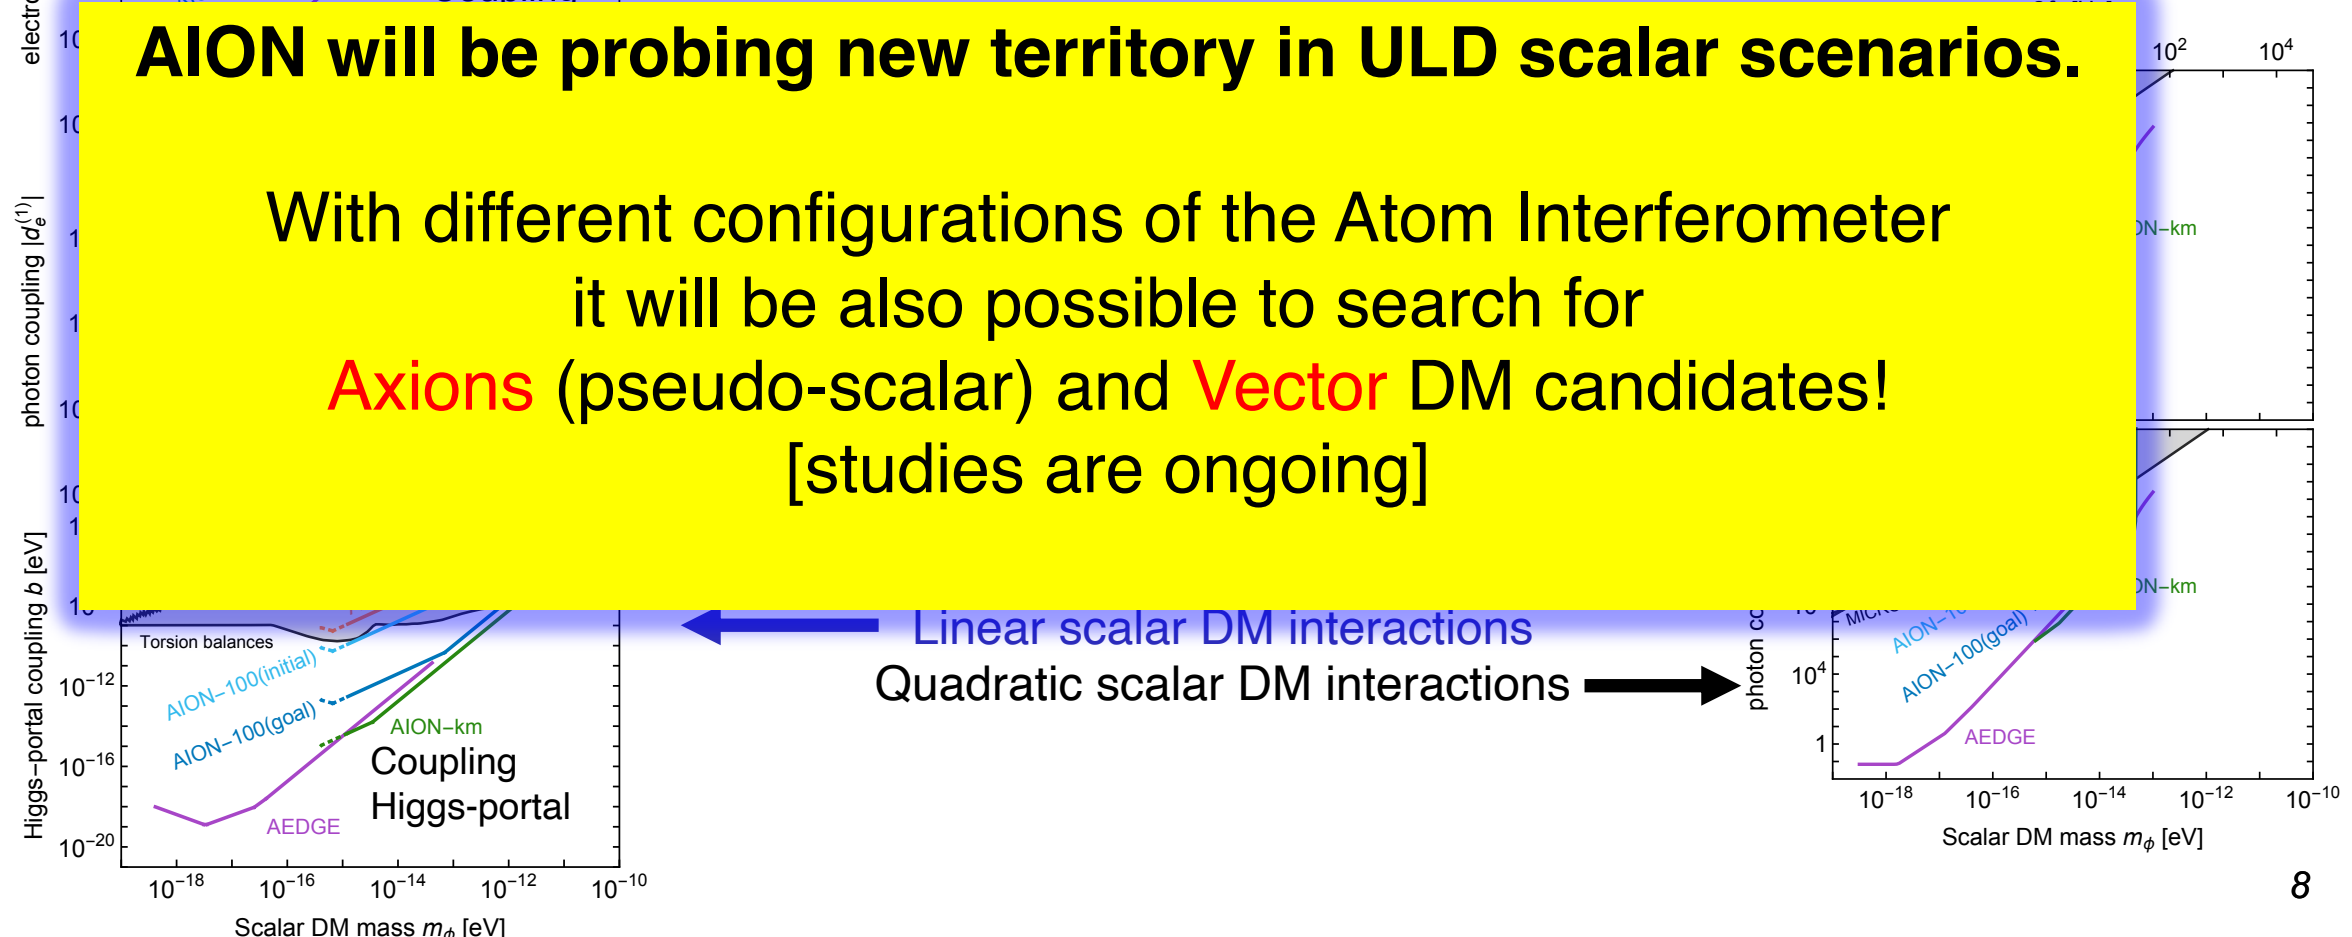 AION will be probing new territory in ULD scalar scenarios.
With different configurations of the Atom Interferometer
it will be also possible to search for
Axions (pseudo-scalar) and Vector DM candidates!
[studies are ongoing]
Linear scalar DM interactions
Quadratic scalar DM interactions
photon coupling |d_e^(1)|
Higgs–portal coupling b [eV]
Torsion balances
AION–100(initial)
AION–100(goal)
AION–km
AEDGE
Coupling
Higgs-portal
10^−12
10^−16
10^−20
10^−18 10^−16 10^−14 10^−12 10^−10
Scalar DM mass m_ϕ [eV]
10^2 10^4
AION–100(goal)
AEDGE
10^4
1
10^−18 10^−16 10^−14 10^−12 10^−10
Scalar DM mass m_ϕ [eV]
8